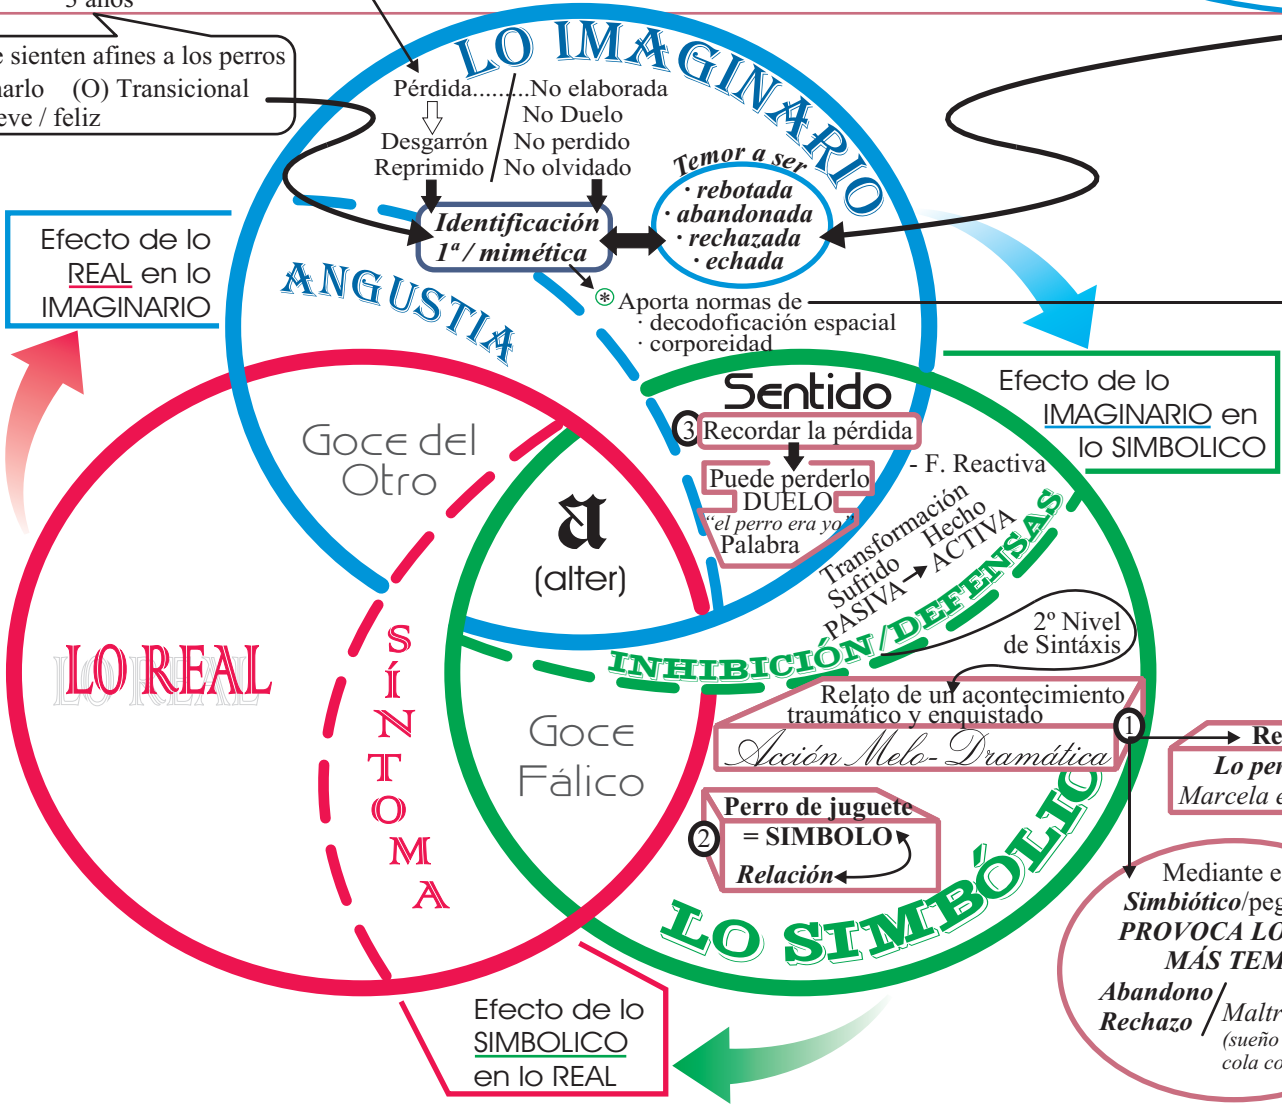 3 años
sienten afines a los perros
(O) Transicional
/ feliz
LO IMAGINARIO
Pérdida.........No elaborada
No Duelo
Desgarrón No perdido
Reprimido No olvidado
Temor a ser
· rebotada
· abandonada
· rechazada
· echada
Identificación
1ª / mimética
* Aporta normas de
· decodoficación espacial
· corporeidad
Efecto de lo
REAL en lo
IMAGINARIO
ANGUSTIA
Efecto de lo
IMAGINARIO en
lo SIMBOLICO
Sentido
3 Recordar la pérdida
Puede perderlo
DUELO
"el perro era yo"
Palabra
- F. Reactiva
Transformación
Sufrido Hecho
PASIVA ACTIVA
INHIBICIÓN/DEFENSAS
Goce del
Otro
a
(alter)
LO REAL
SÍNTOMA
Goce
Fálico
2º Nivel
de Sintáxis
Relato de un acontecimiento
traumático y enquistado
Acción Melo-Dramática
1
Perro de juguete
2 = SIMBOLO
Relación
LO SIMBÓLICO
Marcela
Mediante
Simbiótico/
PROVOCA LO
MÁS
Abandono/
Rechazo
(sueño
cola
Efecto de lo
SIMBOLICO
en lo REAL